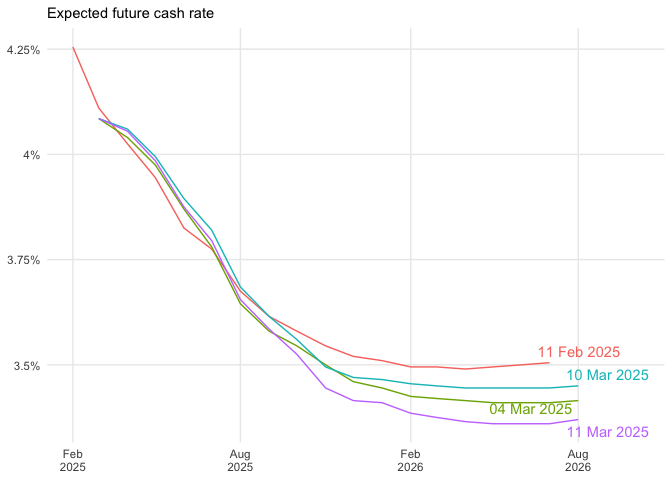 Expected future cash rate
4.25%
4%
3.75%
3.5%
11 Feb 2025
10 Mar 2025
04 Mar 2025
11 Mar 2025
Feb
2025
Aug
2025
Feb
2026
Aug
2026